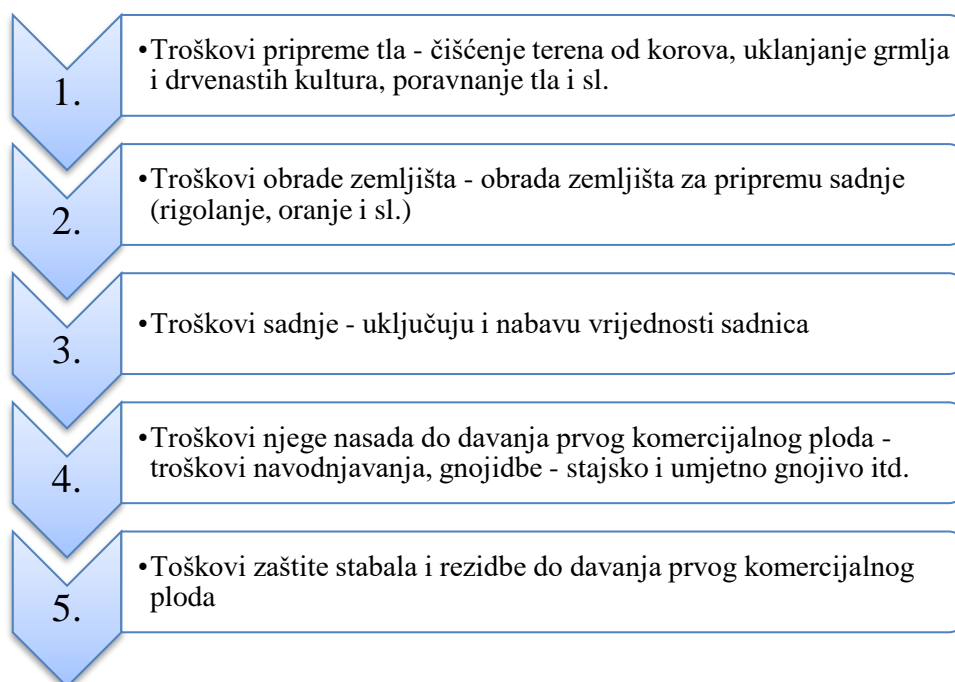 1.
•Troškovi pripreme tla - čišćenje terena od korova, uklanjanje grmlja
i drvenastih kultura, poravnanje tla i sl.
2.
•Troškovi obrade zemljišta - obrada zemljišta za pripremu sadnje
(rigolanje, oranje i sl.)
3.
•Troškovi sadnje - uključuju i nabavu vrijednosti sadnica
4.
•Troškovi njege nasada do davanja prvog komercijalnog ploda -
troškovi navodnjavanja, gnojidbe - stajsko i umjetno gnojivo itd.
5.
•Toškovi zaštite stabala i rezidbe do davanja prvog komercijalnog
ploda